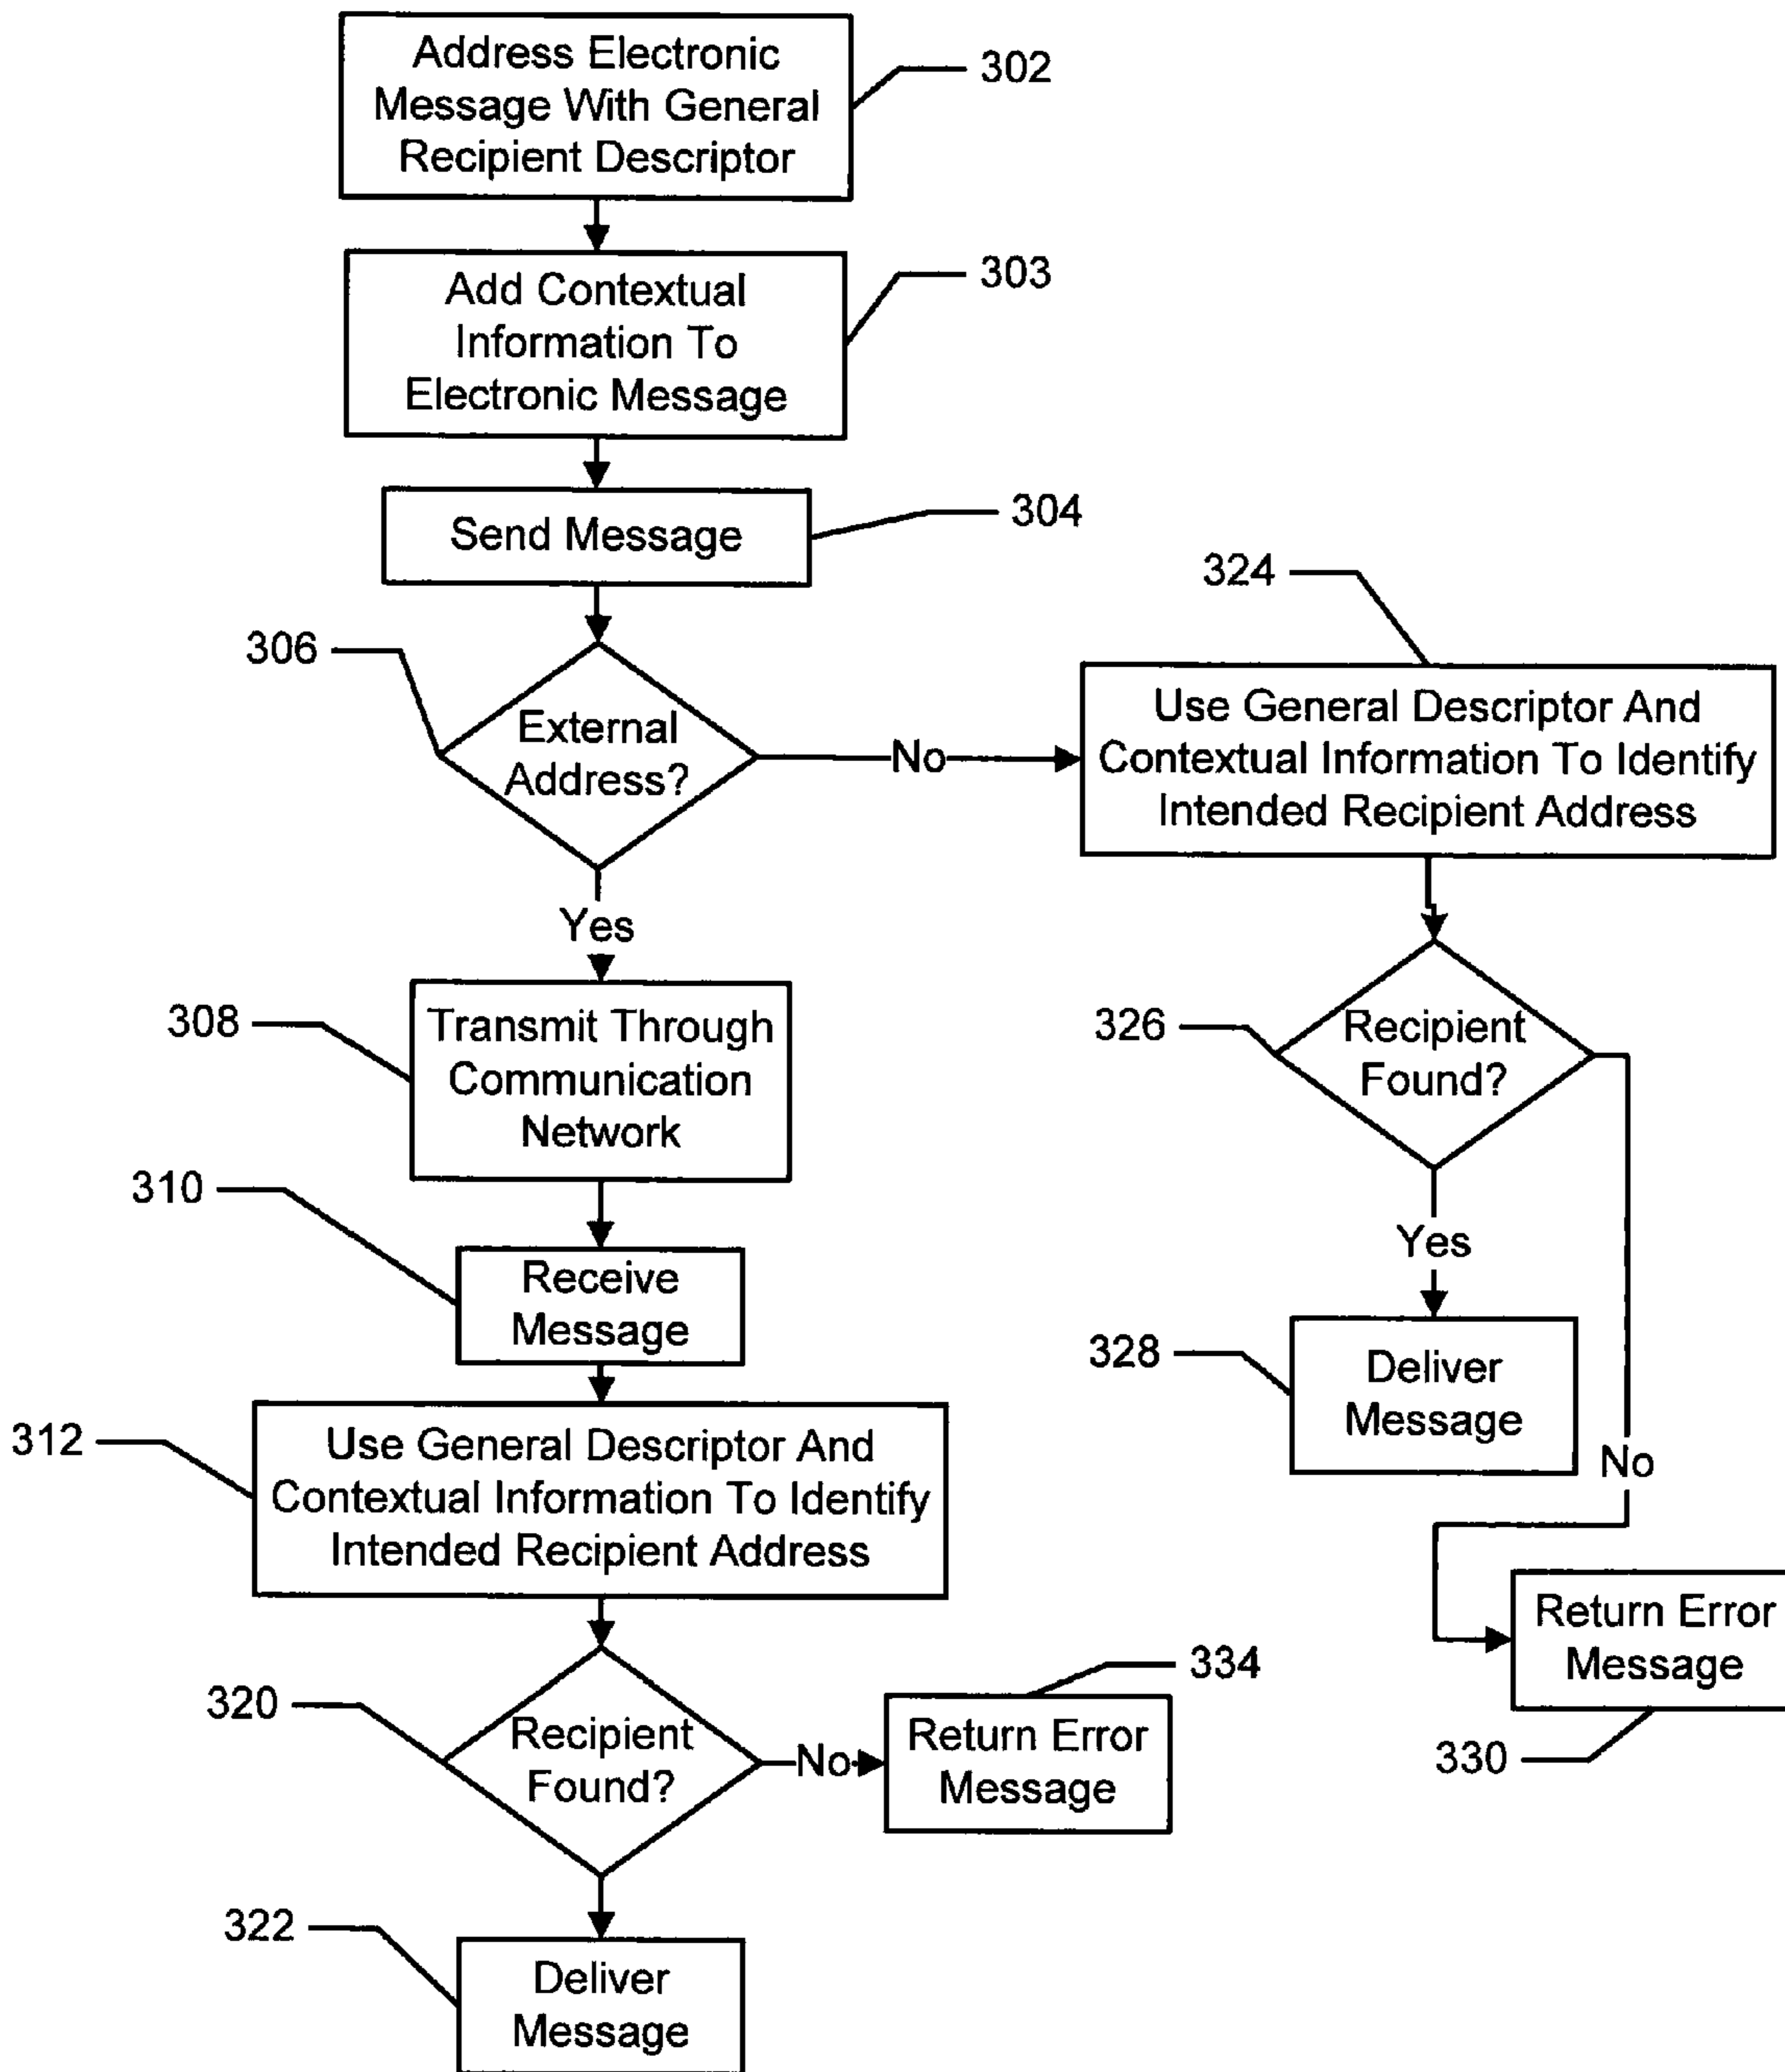 Address Electronic
Message With General
Recipient Descriptor
302
Add Contextual
Information To
Electronic Message
303
Send Message
304
306
External
Address?
No
Yes
324
Use General Descriptor And
Contextual Information To Identify
Intended Recipient Address
308
Transmit Through
Communication
Network
326
Recipient
Found?
Yes
No
310
Receive
Message
328
Deliver
Message
312
Use General Descriptor And
Contextual Information To Identify
Intended Recipient Address
Return Error
Message
330
320
Recipient
Found?
No
334
Return Error
Message
322
Deliver
Message